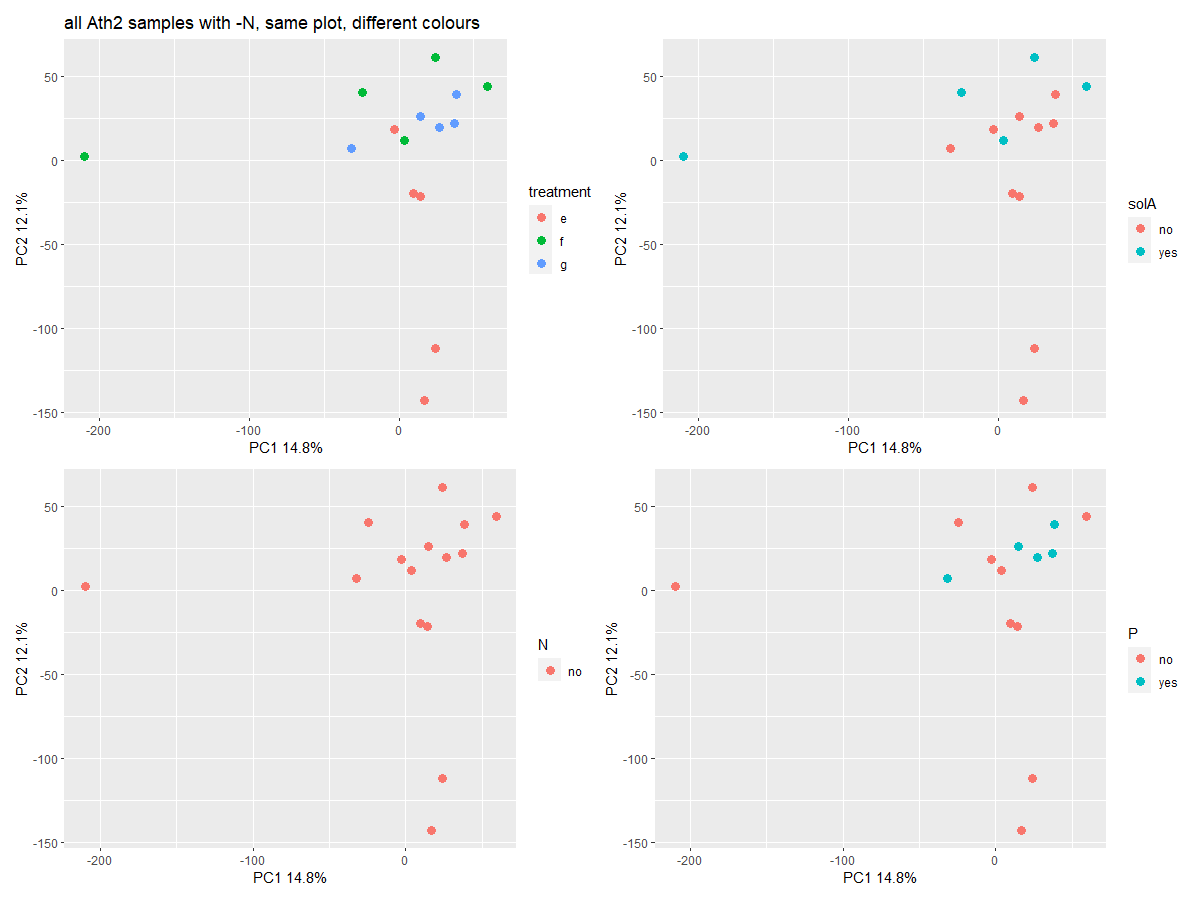 all Ath2 samples with -N, same plot, different colours
50
0
-50
-100
-150
PC2 12.1%
-200
-100
0
PC1 14.8%
treatment
e
f
g
50
0
-50
-100
-150
PC2 12.1%
-200
-100
0
PC1 14.8%
solA
no
yes
50
0
-50
-100
-150
PC2 12.1%
-200
-100
0
PC1 14.8%
N
no
50
0
-50
-100
-150
PC2 12.1%
-200
-100
0
PC1 14.8%
P
no
yes